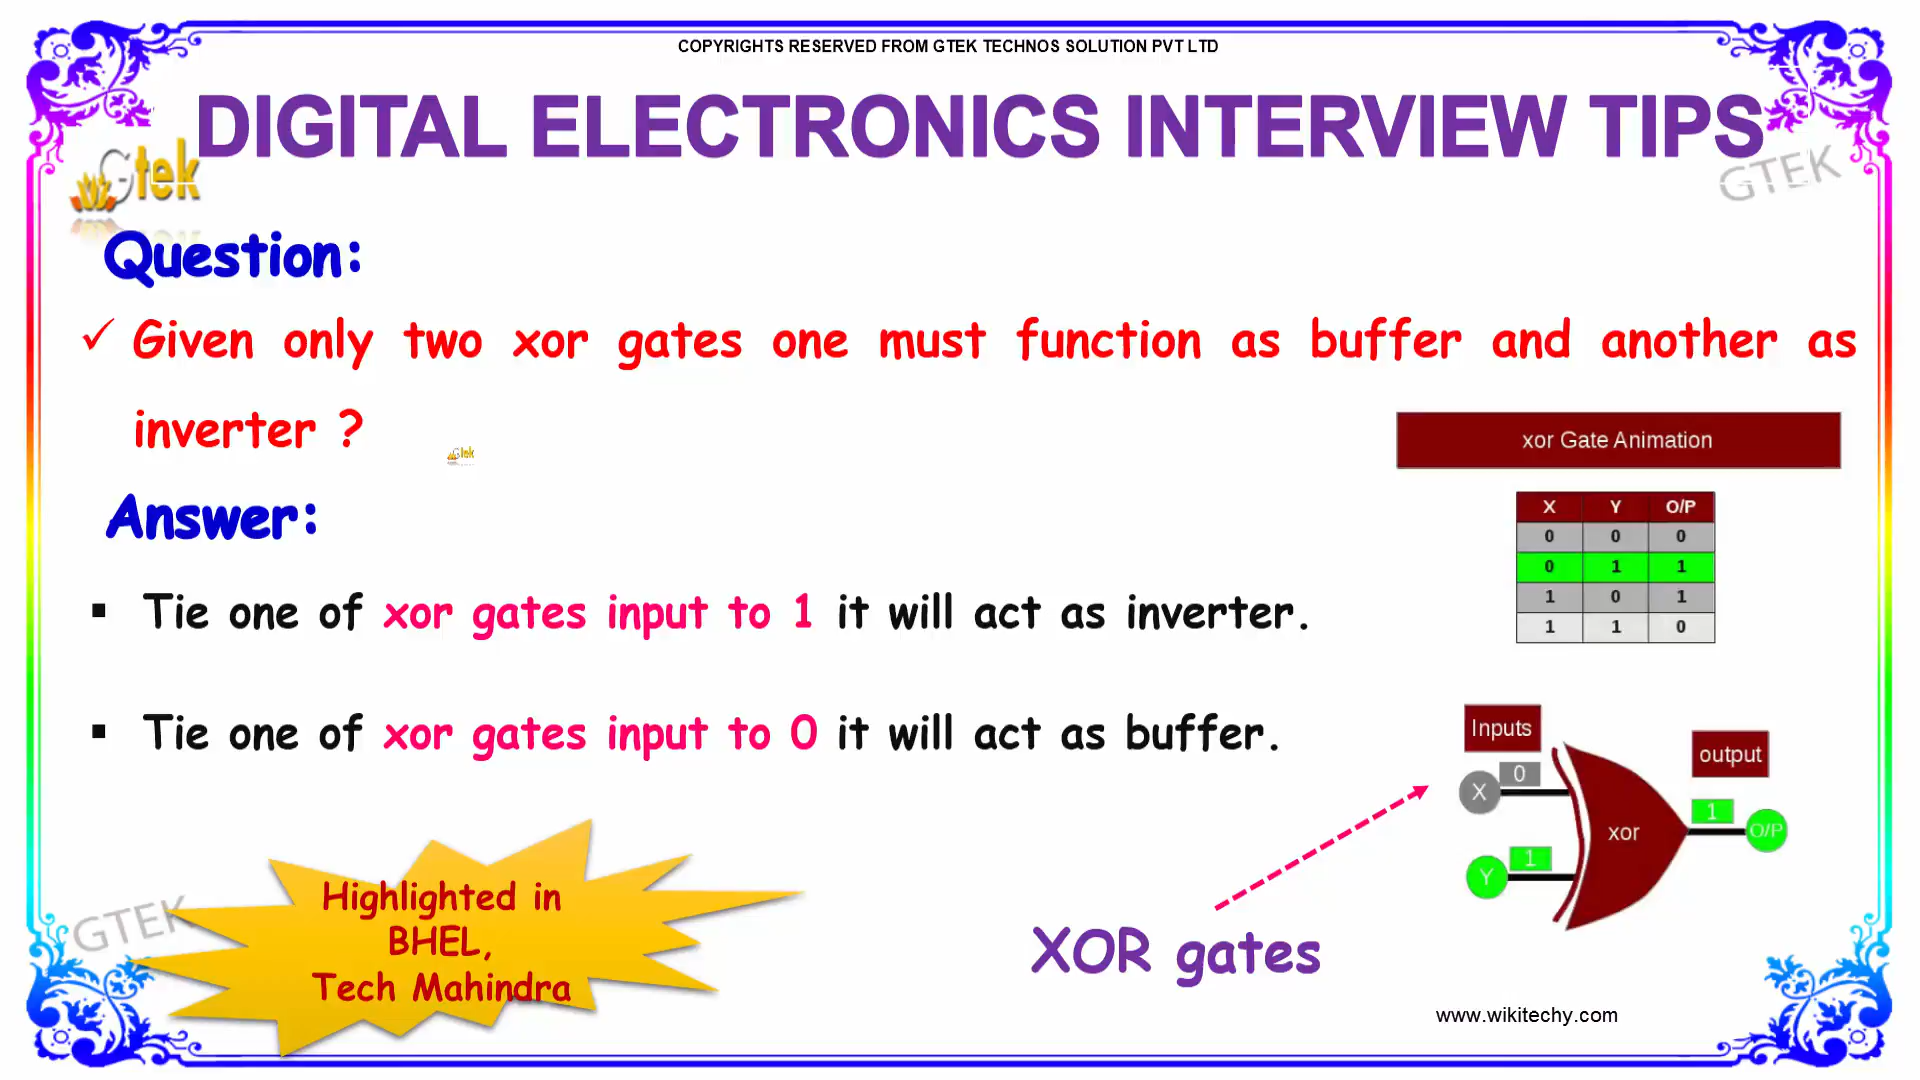 COPYRIGHTS RESERVED FROM GTEK TECHNOS SOLUTION PVT LTD
DIGITAL ELECTRONICS INTERVIEW TIPS
Gtek
GTEK
Question:
✓ Given only two xor gates one must function as buffer and another as
inverter ?
Gtek
xor Gate Animation
Answer:
X Y O/P
0 0 0
0 1 1
1 0 1
1 1 0
▪ Tie one of xor gates input to 1 it will act as inverter.
▪ Tie one of xor gates input to 0 it will act as buffer.
Inputs
output
X 0
1 O/P
xor
Y 1
Highlighted in
BHEL,
Tech Mahindra
GTEK
XOR gates
www.wikitechy.com